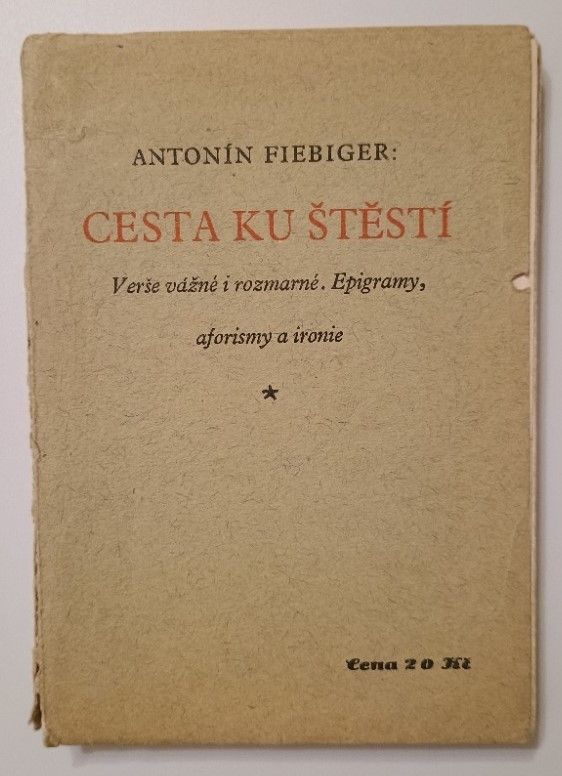 ANTONÍN FIEBIGER:
CESTA KU ŠTĚSTÍ
Verše vážné i rozmarné. Epigramy,
aforismy a ironie
*
Cena 20 Kč